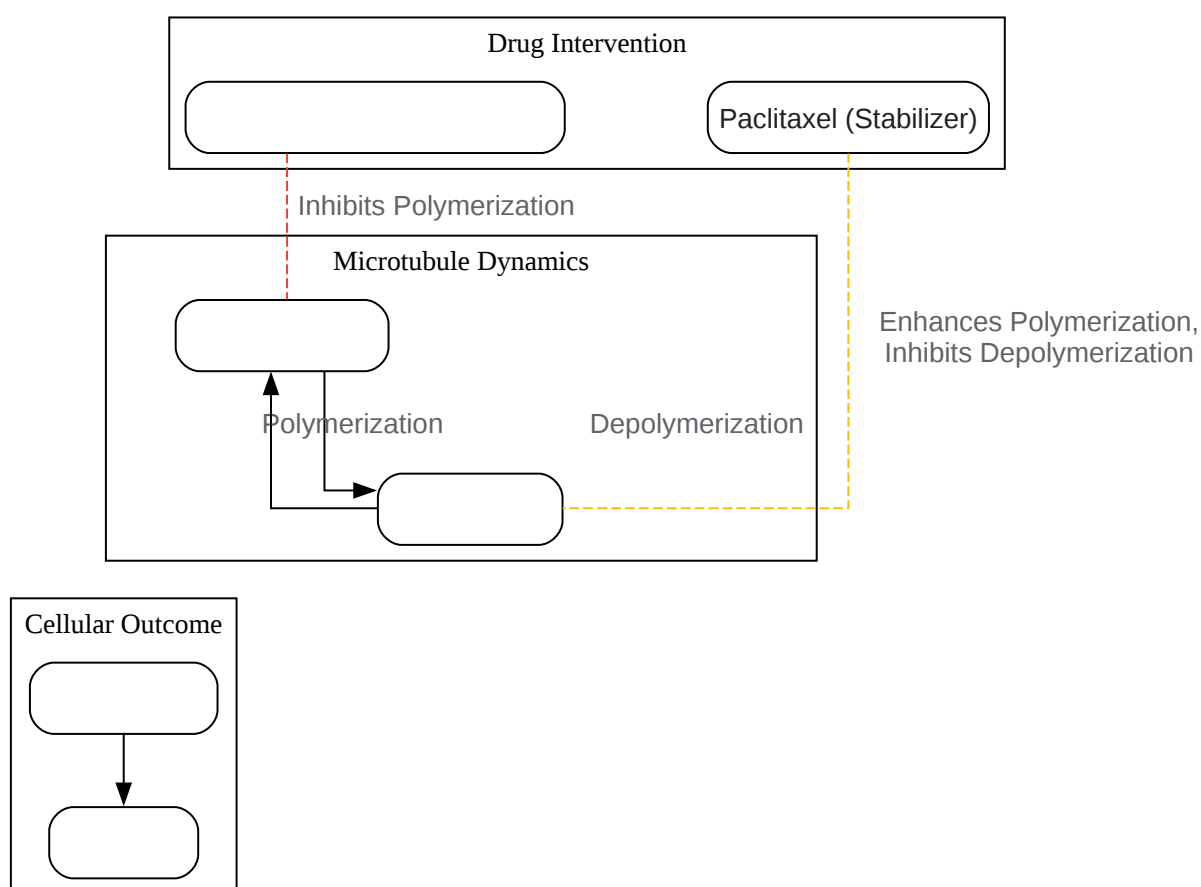 Drug Intervention
Paclitaxel (Stabilizer)
Inhibits Polymerization
Microtubule Dynamics
Enhances Polymerization,
Inhibits Depolymerization
Polymerization
Depolymerization
Cellular Outcome